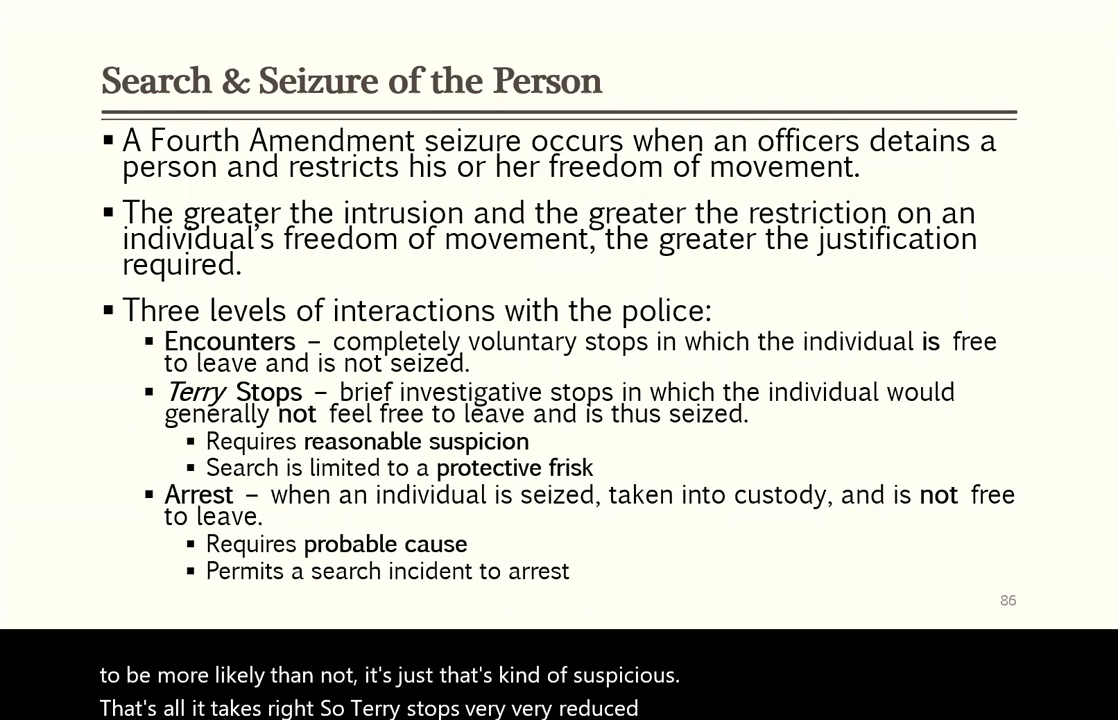 Search & Seizure of the Person
▪ A Fourth Amendment seizure occurs when an officers detains a
person and restricts his or her freedom of movement.
▪ The greater the intrusion and the greater the restriction on an
individual's freedom of movement, the greater the justification
required.
▪ Three levels of interactions with the police:
▪ Encounters – completely voluntary stops in which the individual is free
to leave and is not seized.
▪ Terry Stops – brief investigative stops in which the individual would
generally not feel free to leave and is thus seized.
▪ Requires reasonable suspicion
▪ Search is limited to a protective frisk
▪ Arrest – when an individual is seized, taken into custody, and is not free
to leave.
▪ Requires probable cause
▪ Permits a search incident to arrest
86
to be more likely than not, it's just that's kind of suspicious.
That's all it takes right So Terry stops very very reduced